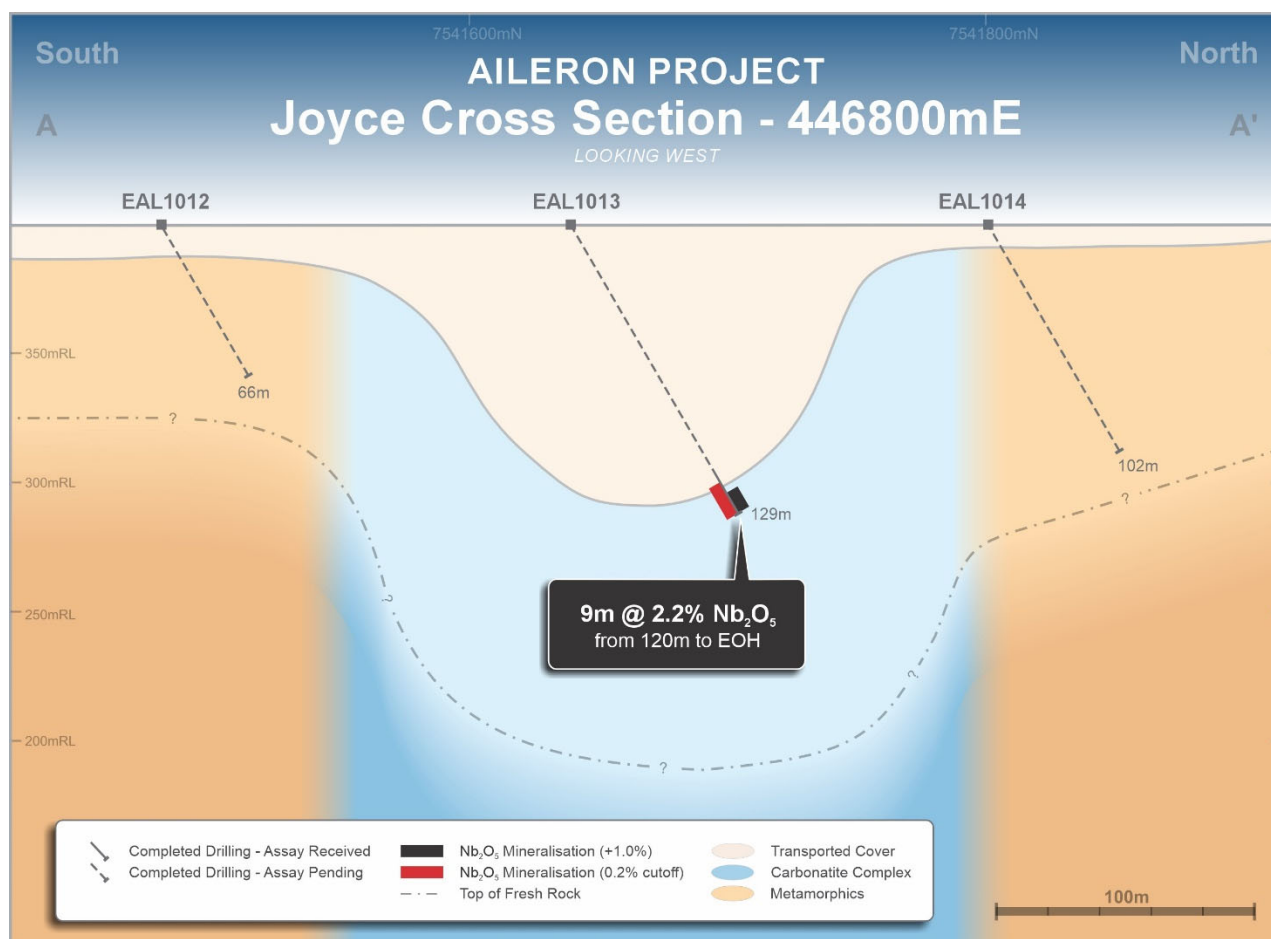 7541600mN
7541800mN
South
North
AILERON PROJECT
A
Joyce Cross Section - 446800mE
A'
LOOKING WEST
EAL1012
EAL1013
EAL1014
350mRL
66m
?
102m
300mRL
?
129m
?
9m @ 2.2% Nb₂O₅
from 120m to EOH
250mRL
?
200mRL
?
Completed Drilling - Assay Received
Completed Drilling - Assay Pending
Nb₂O₅ Mineralisation (+1.0%)
Nb₂O₅ Mineralisation (0.2% cutoff)
Top of Fresh Rock
Transported Cover
Carbonatite Complex
Metamorphics
100m